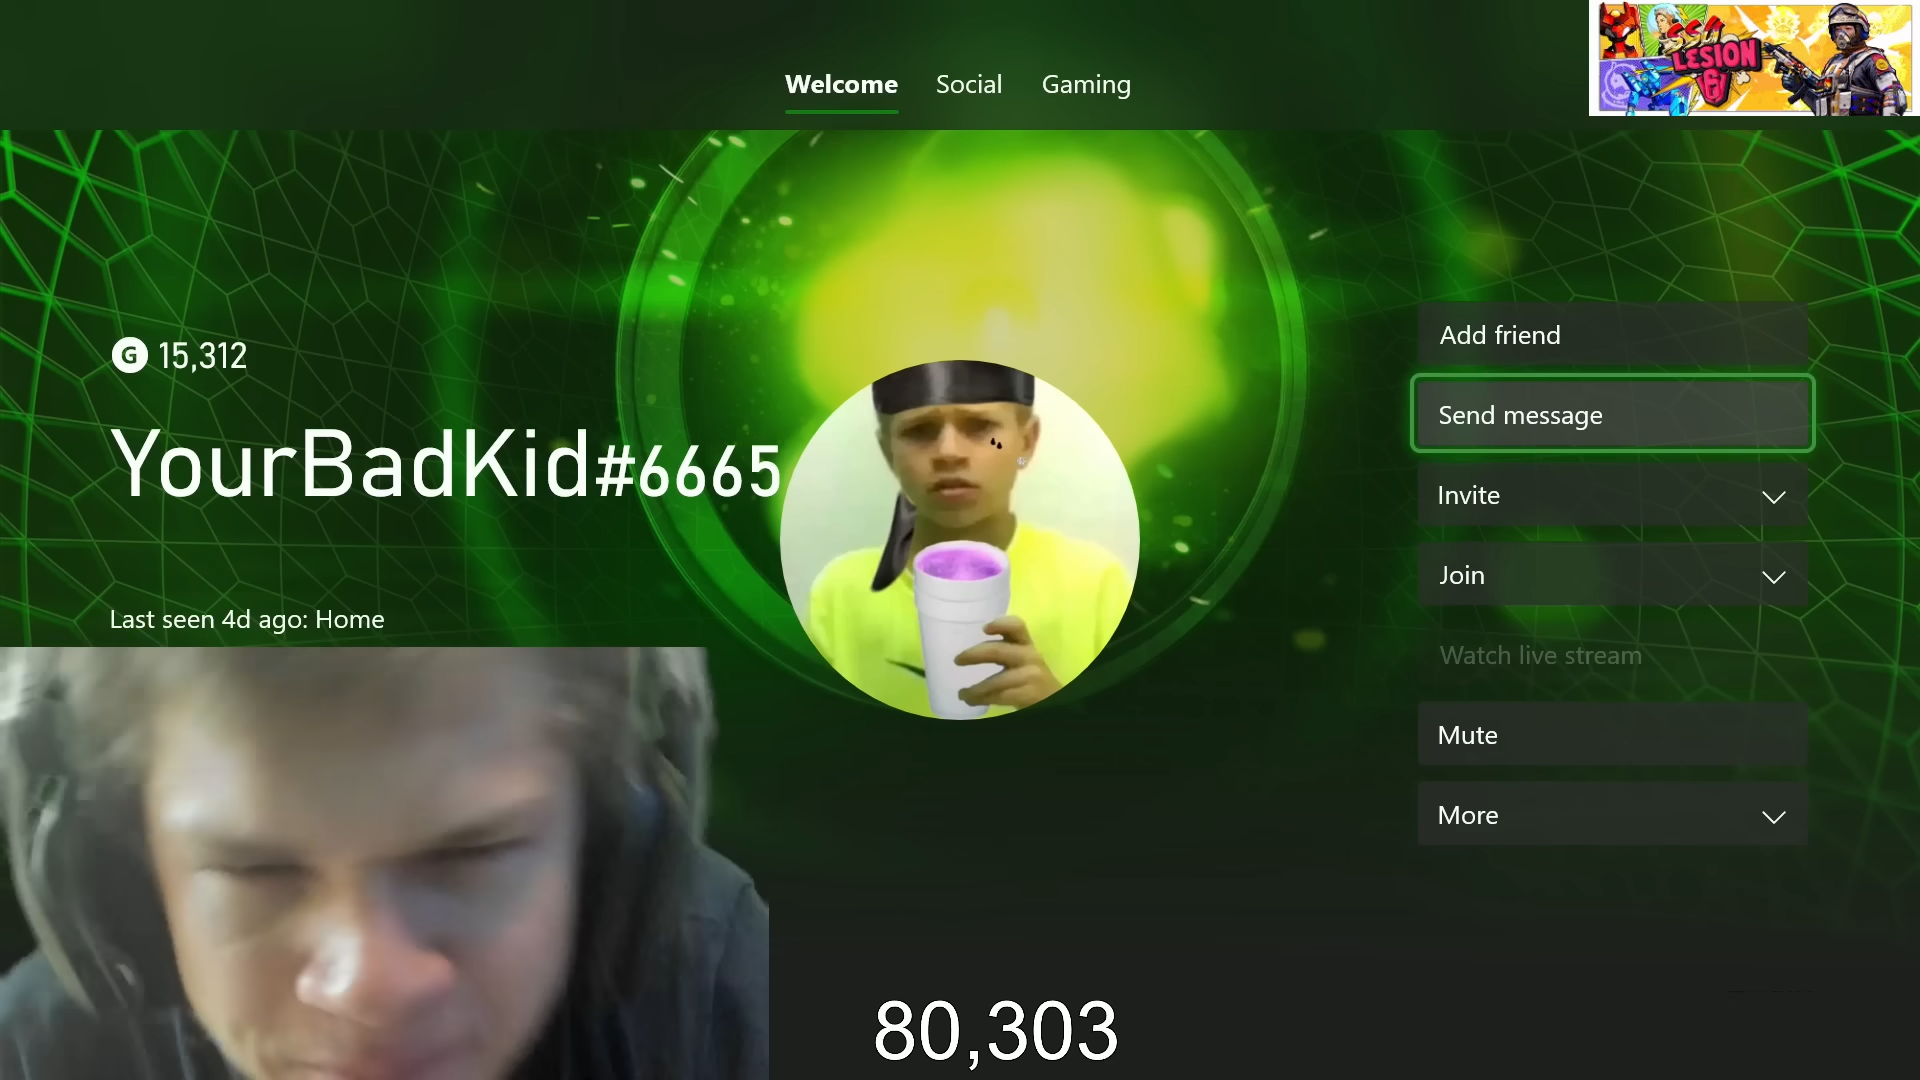 Welcome Social Gaming
SSG
LESION
G 15,312
YourBadKid#6665
Last seen 4d ago: Home
Add friend
Send message
Invite
Join
Watch live stream
Mute
More
80,303